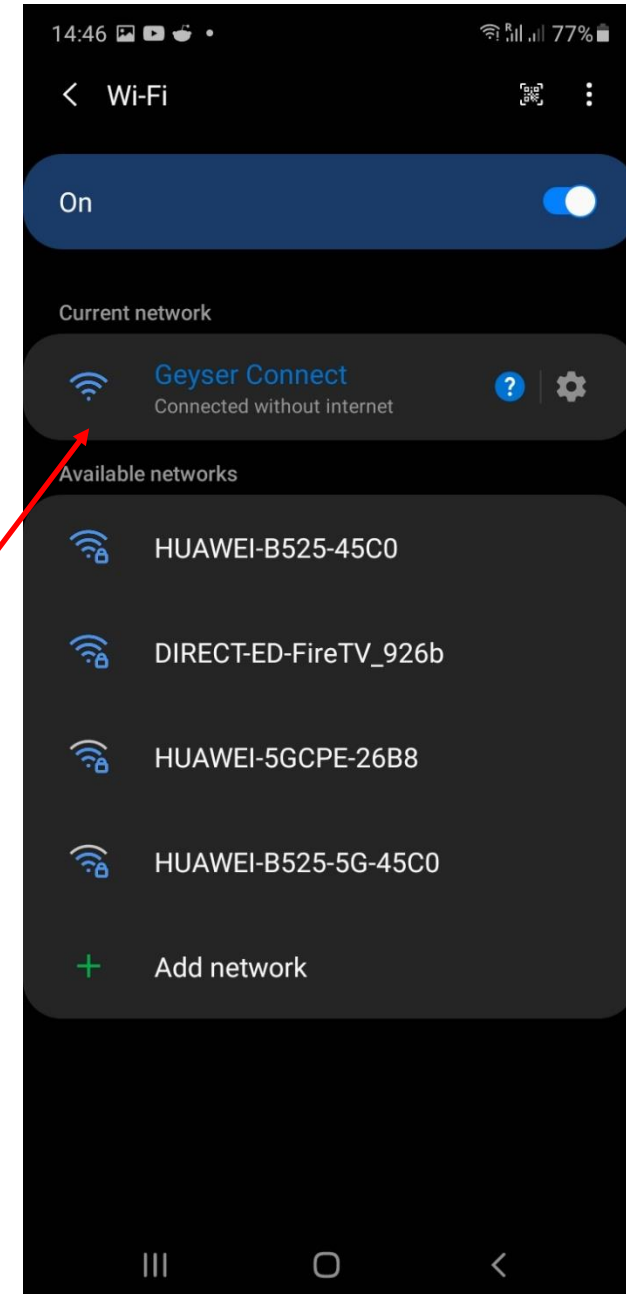 14:46
R
77%
Wi-Fi
On
Current network
Geyser Connect
?
Connected without internet
Available networks
HUAWEI-B525-45C0
DIRECT-ED-FireTV_926b
HUAWEI-5GCPE-26B8
HUAWEI-B525-5G-45C0
+ Add network